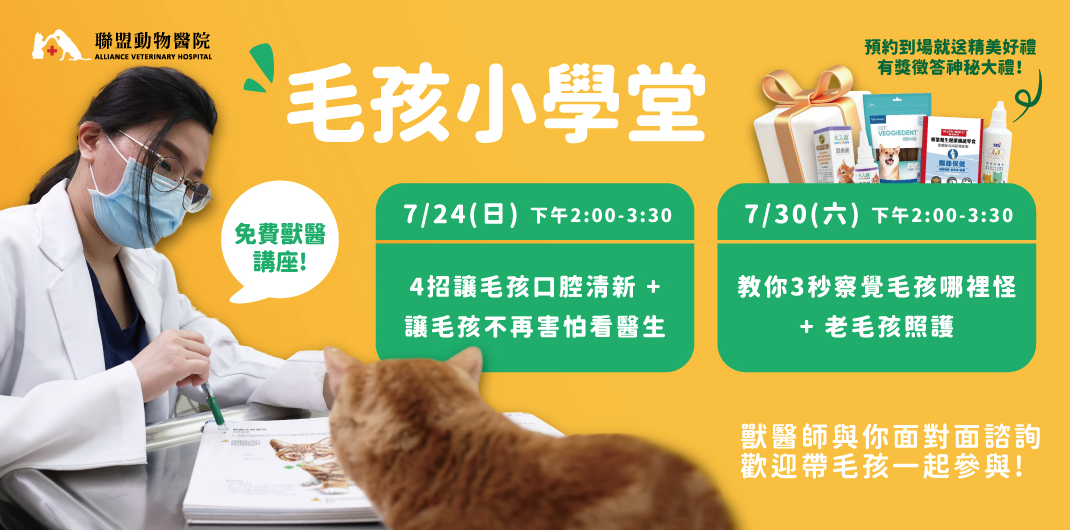 聯盟動物醫院
ALLIANCE VETERINARY HOSPITAL
毛孩小學堂
預約到場就送精美好禮
有獎徵答神秘大禮!
VEGGIEDENT
免費獸醫
講座!
7/24(日) 下午2:00-3:30
4招讓毛孩口腔清新 +
讓毛孩不再害怕看醫生
7/30(六) 下午2:00-3:30
教你3秒察覺毛孩哪裡怪
+ 老毛孩照護
關節保健
獸醫師與你面對面諮詢
歡迎帶毛孩一起參與!